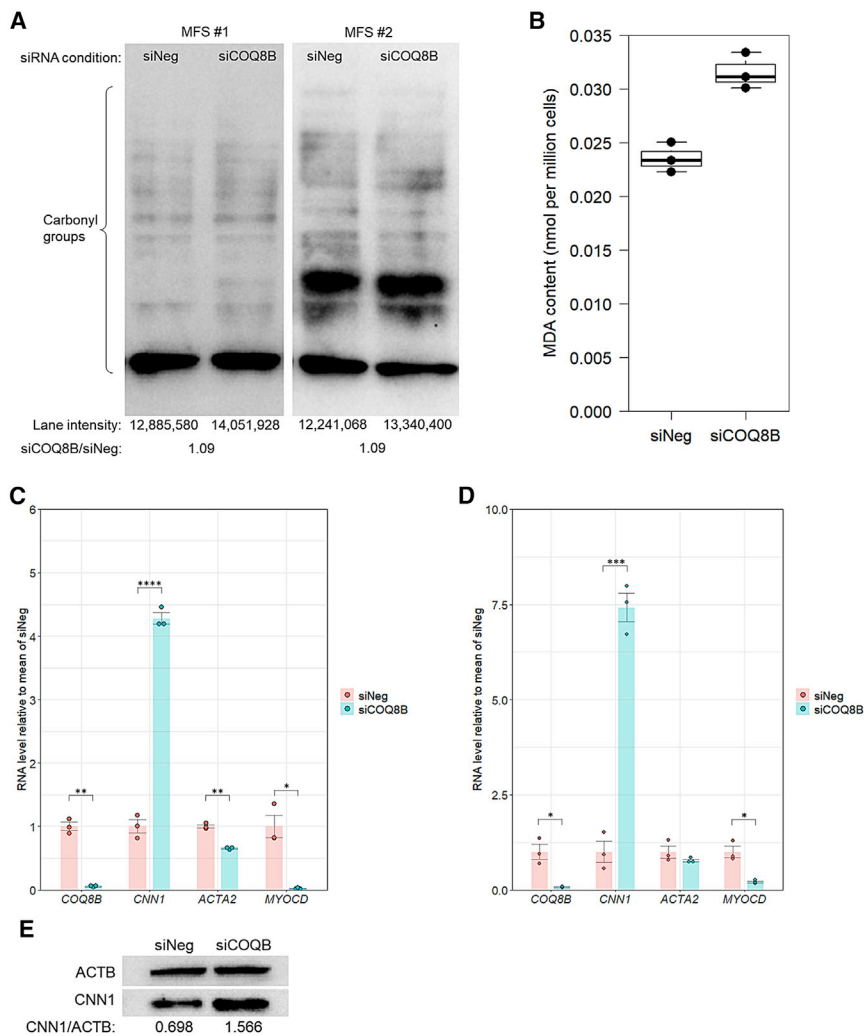 A
MFS #1 MFS #2
siRNA condition: siNeg siCOQ8B siNeg siCOQ8B
Carbonyl
groups
Lane intensity: 12,885,580 14,051,928 12,241,068 13,340,400
siCOQ8B/siNeg: 1.09 1.09
B
MDA content (nmol per million cells)
0.035
0.030
0.025
0.020
0.015
0.010
0.005
0.000
siNeg siCOQ8B
C
RNA level relative to mean of siNeg
6
5
4
3
2
1
0
**
****
**
*
COQ8B CNN1 ACTA2 MYOCD
siNeg
siCOQ8B
D
RNA level relative to mean of siNeg
10.0
7.5
5.0
2.5
0.0
*
***
*
COQ8B CNN1 ACTA2 MYOCD
siNeg
siCOQ8B
E
siNeg siCOQB
ACTB
CNN1
CNN1/ACTB: 0.698 1.566